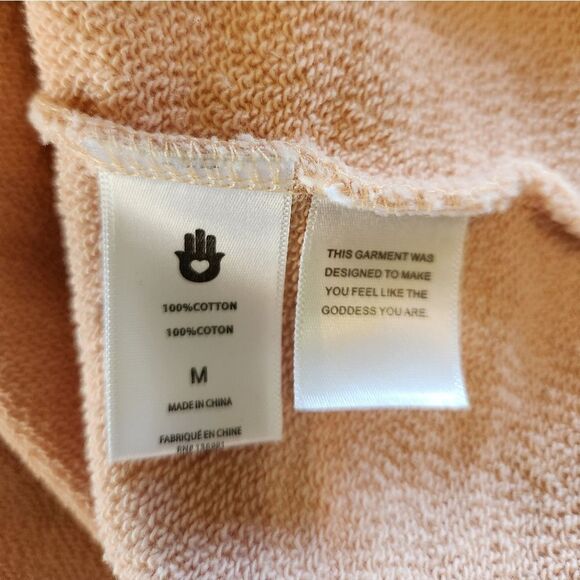 100%COTTON
100%COTON
M
MADE IN CHINA
FABRIQUÉ EN CHINE
THIS GARMENT WAS
DESIGNED TO MAKE
YOU FEEL LIKE THE
GODDESS YOU ARE.